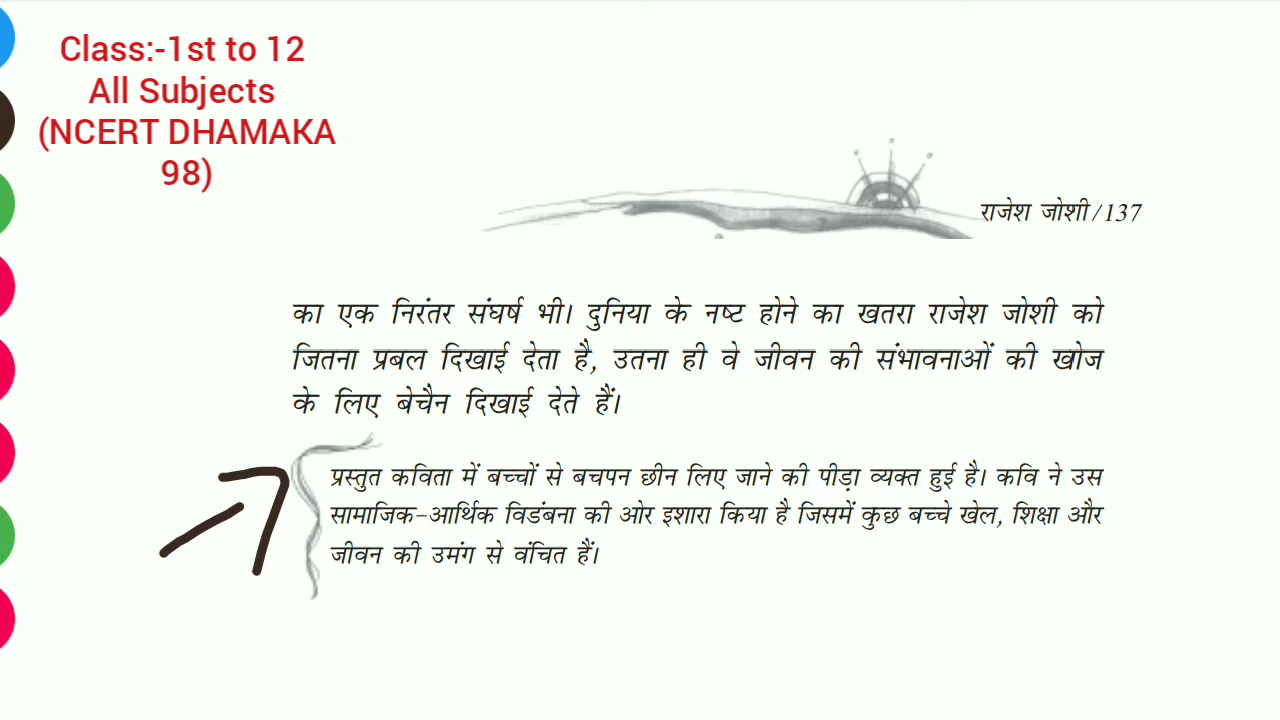 Class:-1st to 12
All Subjects
(NCERT DHAMAKA
98)
राजेश जोशी/137
का एक निरंतर संघर्ष भी। दुनिया के नष्ट होने का खतरा राजेश जोशी को
जितना प्रबल दिखाई देता है, उतना ही वे जीवन की संभावनाओं की खोज
के लिए बेचैन दिखाई देते हैं।
प्रस्तुत कविता में बच्चों से बचपन छीन लिए जाने की पीड़ा व्यक्त हुई है। कवि ने उस
सामाजिक-आर्थिक विडंबना की ओर इशारा किया है जिसमें कुछ बच्चे खेल, शिक्षा और
जीवन की उमंग से वंचित हैं।